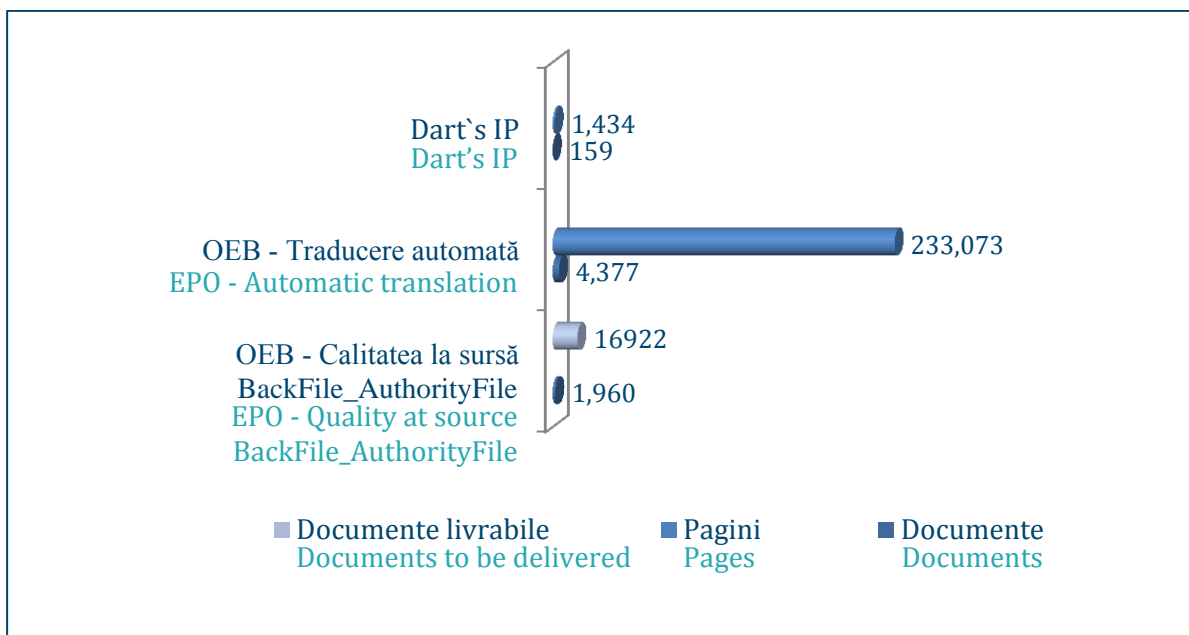 Dart`s IP
Dart’s IP
1,434
159
OEB - Traducere automată
EPO - Automatic translation
233,073
4,377
OEB - Calitatea la sursă
BackFile_AuthorityFile
EPO - Quality at source
BackFile_AuthorityFile
16922
1,960
Documente livrabile
Documents to be delivered
Pagini
Pages
Documente
Documents